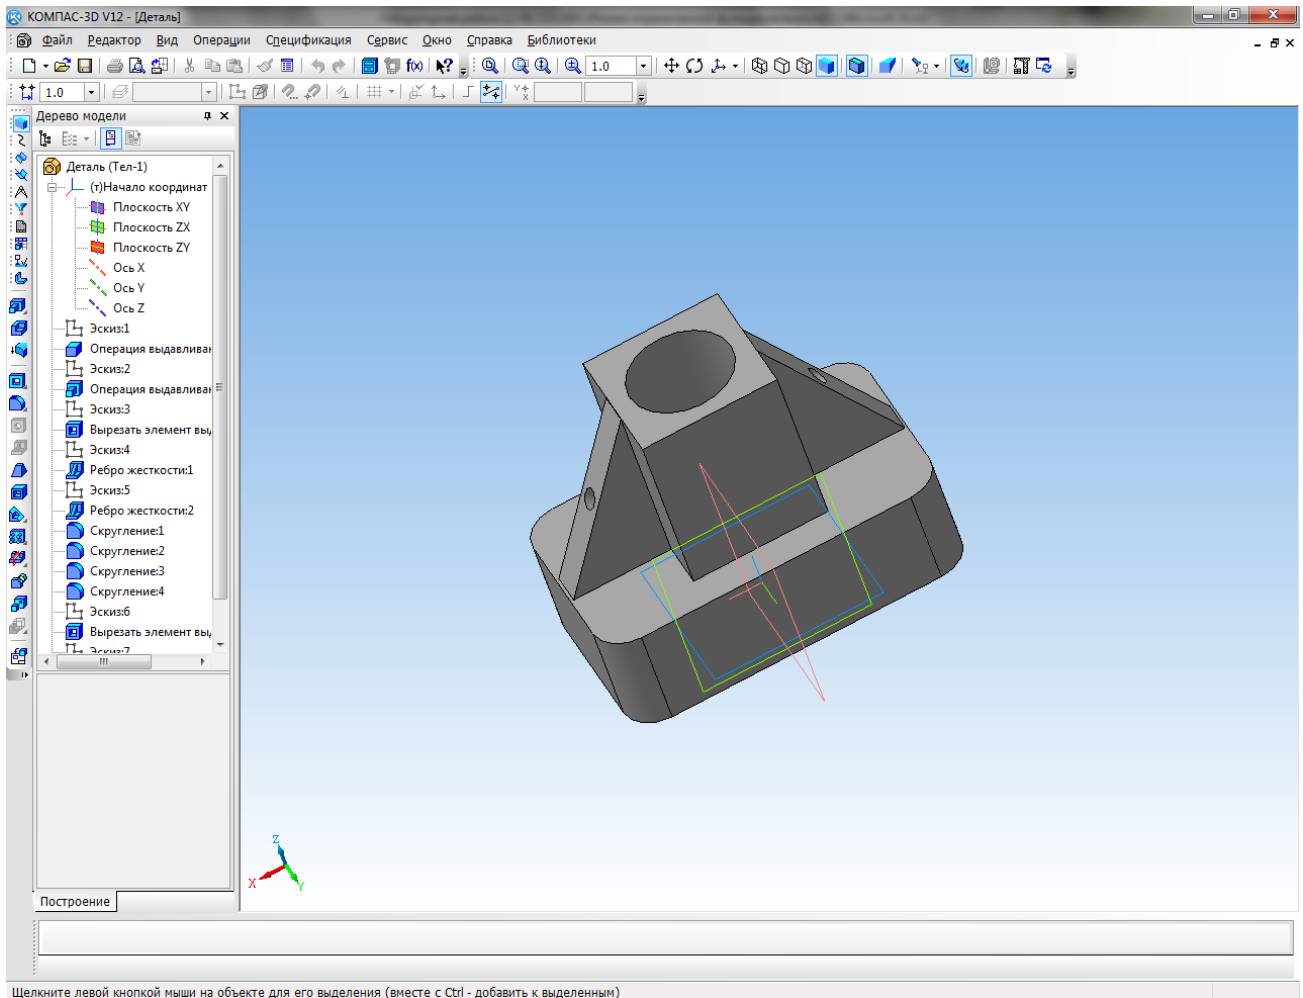 КОМПАС-3D V12 - [Деталь]
Файл Редактор Вид Операции Спецификация Сервис Окно Справка Библиотеки
1.0
1.0
Дерево модели
Деталь (Тел-1)
(т)Начало координат
Плоскость XY
Плоскость ZX
Плоскость ZY
Ось X
Ось Y
Ось Z
Эскиз:1
Операция выдавливан
Эскиз:2
Операция выдавливан
Эскиз:3
Вырезать элемент выд
Эскиз:4
Ребро жесткости:1
Эскиз:5
Ребро жесткости:2
Скругление:1
Скругление:2
Скругление:3
Скругление:4
Эскиз:6
Вырезать элемент выд
Эскиз:7
Z
X
Y
Построение
Щелкните левой кнопкой мыши на объекте для его выделения (вместе с Ctrl - добавить к выделенным)